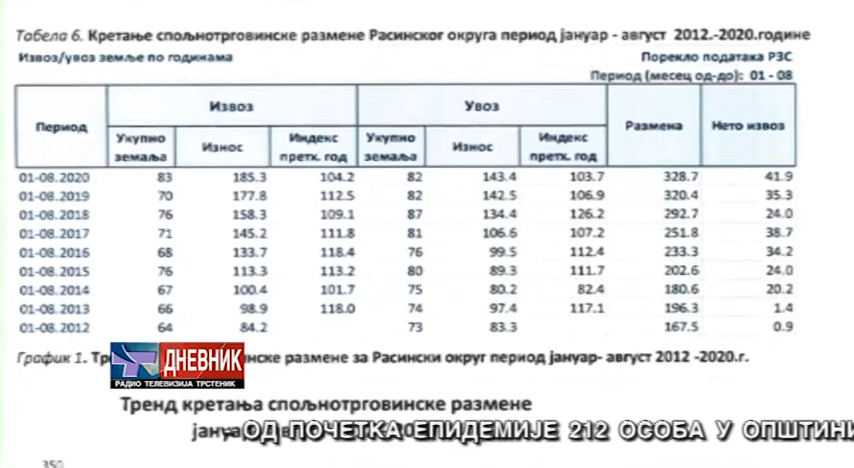 Табела 6. Кретање спољнотрговинске размене Расинског округа период јануар - август 2012.-2020.године
Извоз/увоз земље по годинама
Порекло података РЗС
Период (месец од-до): 01 - 08
Период Извоз Увоз Размена Нето извоз
Укупно земаља Износ Индекс претх. год Укупно земаља Износ Индекс претх. год
01-08.2020 83 185.3 104.2 82 143.4 103.7 328.7 41.9
01-08.2019 70 177.8 112.5 82 142.5 106.9 320.4 35.3
01-08.2018 76 158.3 109.1 87 134.4 126.2 292.7 24.0
01-08.2017 71 145.2 111.8 81 106.6 107.2 251.8 38.7
01-08.2016 68 133.7 118.4 76 99.5 112.4 233.3 34.2
01-08.2015 76 113.3 113.2 80 89.3 111.7 202.6 24.0
01-08.2014 67 100.4 101.7 75 80.2 82.4 180.6 20.2
01-08.2013 66 98.9 118.0 74 97.4 117.1 196.3 1.4
01-08.2012 64 84.2 73 83.3 167.5 0.9
График 1. размене за Расински округ период јануар- август 2012 -2020.г.
ДНЕВНИК
РАДИО ТЕЛЕВИЗИЈА ТРСТЕНИК
Тренд кретања спољнотрговинске размене
ОД ПОЧЕТКА ЕПИДЕМИЈЕ 212 ОСОБА У ОПШТИНИ
350